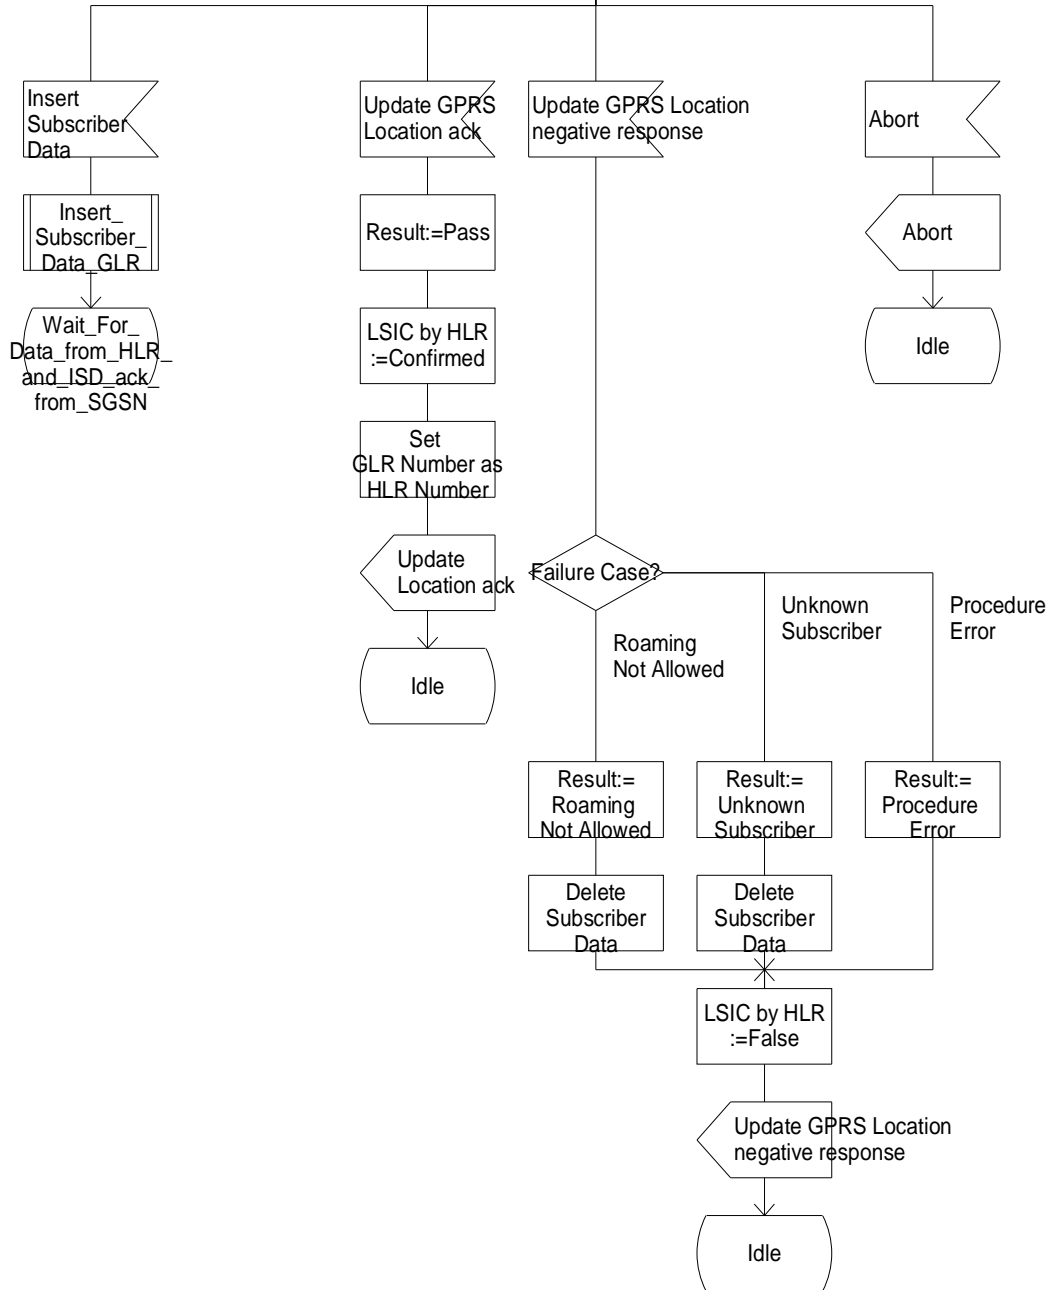 Insert
Subscriber
Data
Update GPRS
Location ack
Update GPRS Location
negative response
Abort
Insert_
Subscriber_
Data_GLR
Result:=Pass
Abort
Wait_For_
Data_from_HLR_
and_ISD_ack_
from_SGSN
LSIC by HLR
:=Confirmed
Idle
Set
GLR Number as
HLR Number
Update
Location ack
Failure Case?
Unknown
Subscriber
Procedure
Error
Roaming
Not Allowed
Idle
Result:=
Roaming
Not Allowed
Result:=
Unknown
Subscriber
Result:=
Procedure
Error
Delete
Subscriber
Data
Delete
Subscriber
Data
LSIC by HLR
:=False
Update GPRS Location
negative response
Idle